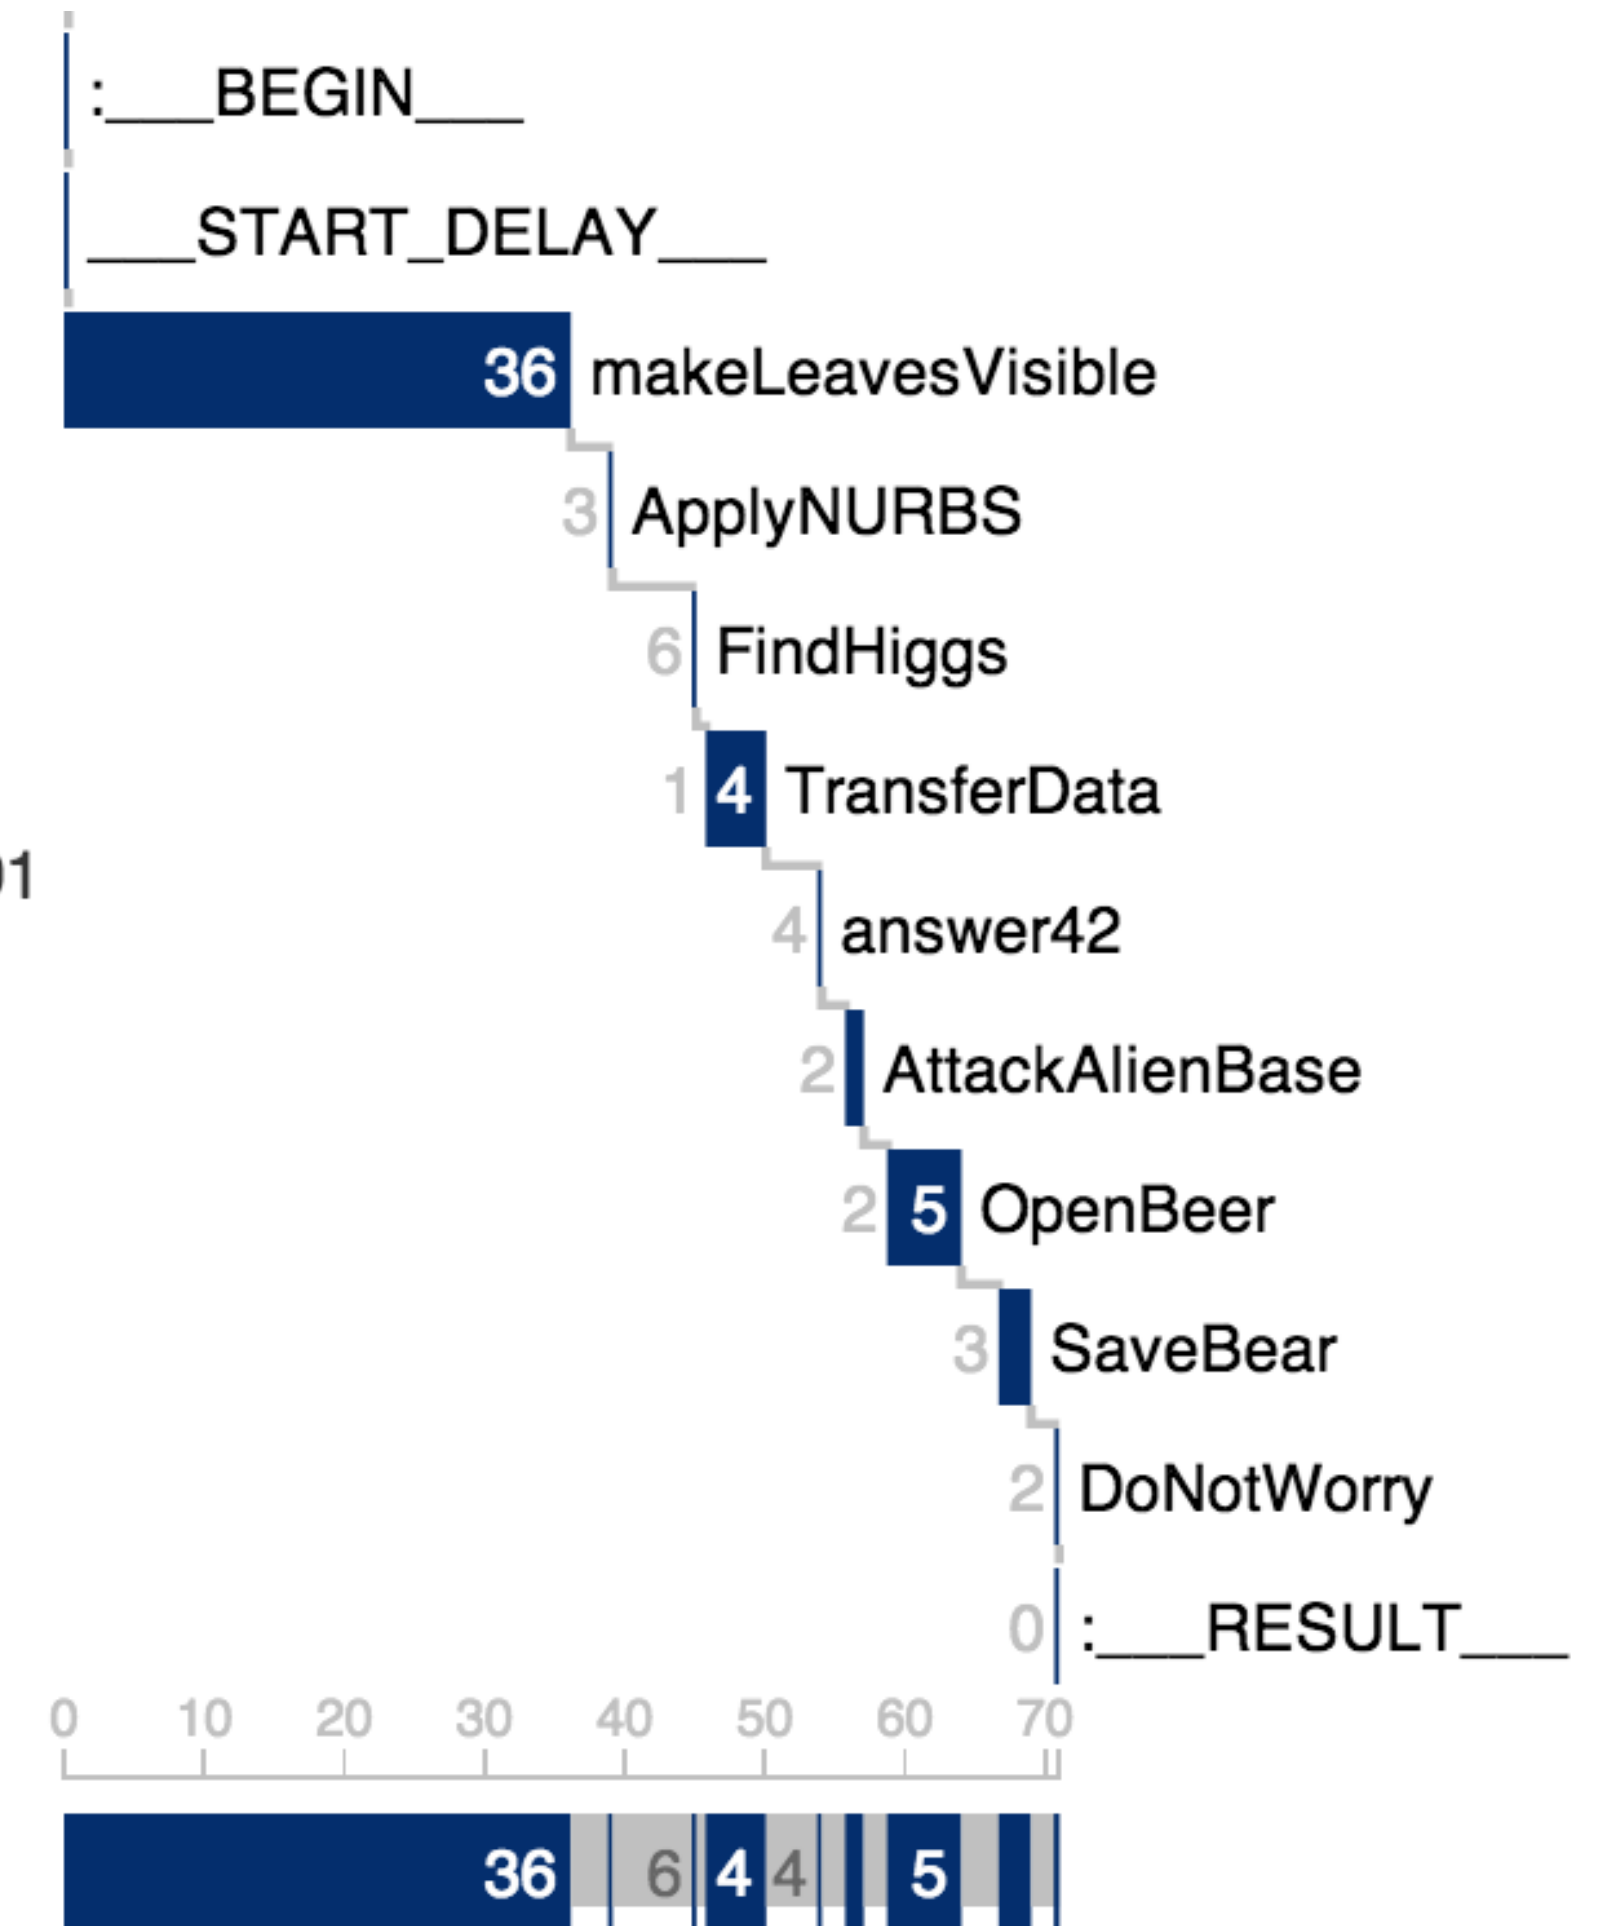 :___BEGIN___
___START_DELAY___
36 makeLeavesVisible
3 ApplyNURBS
6 FindHiggs
1 4 TransferData
01
4 answer42
2 AttackAlienBase
2 5 OpenBeer
3 SaveBear
2 DoNotWorry
0 :___RESULT___
0 10 20 30 40 50 60 70
36 6 4 4 5